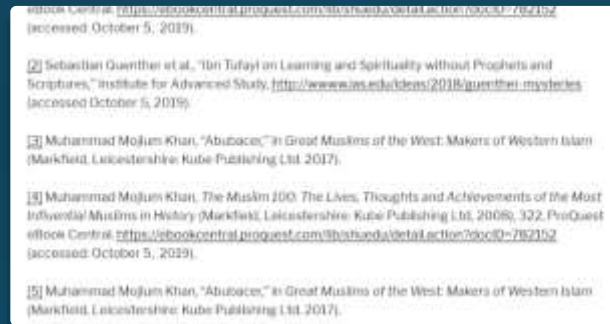 eBook Central. https://ebookcentral.proquest.com/lib/shuedu/detail.action?docID=782152
(accessed: October 5, 2019).
[2] Sebastian Guenther et al., "Ibn Tufayl on Learning and Spirituality without Prophets and
Scriptures," Institute for Advanced Study, http://wwww.ias.edu/ideas/2018/guenther-mysteries
(accessed October 5, 2019).
[3] Muhammad Mojlum Khan, "Abubacer," in Great Muslims of the West: Makers of Western Islam
(Markfield, Leicestershire: Kube Publishing Ltd. 2017).
[4] Muhammad Mojlum Khan, The Muslim 100: The Lives, Thoughts and Achievements of the Most
Influential Muslims in History (Markfield, Leicestershire: Kube Publishing Ltd, 2008), 322. ProQuest
eBook Central. https://ebookcentral.proquest.com/lib/shuedu/detail.action?docID=782152
(accessed: October 5, 2019).
[5] Muhammad Mojlum Khan, "Abubacer," in Great Muslims of the West: Makers of Western Islam
(Markfield, Leicestershire: Kube Publishing Ltd. 2017).